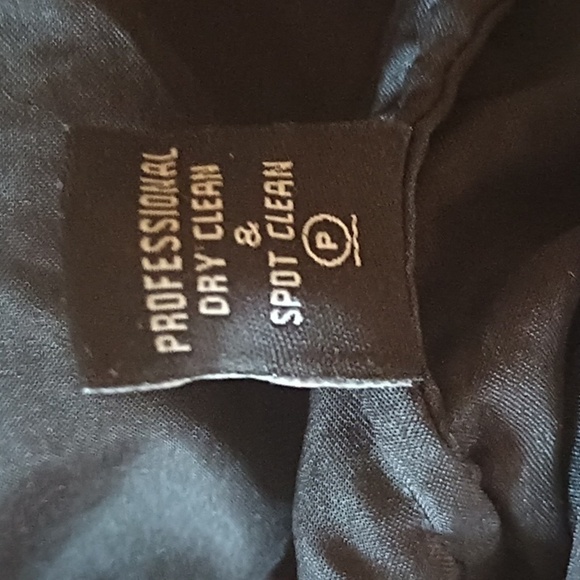 PROFESSIONAL
DRY CLEAN
&
SPOT CLEAN
P